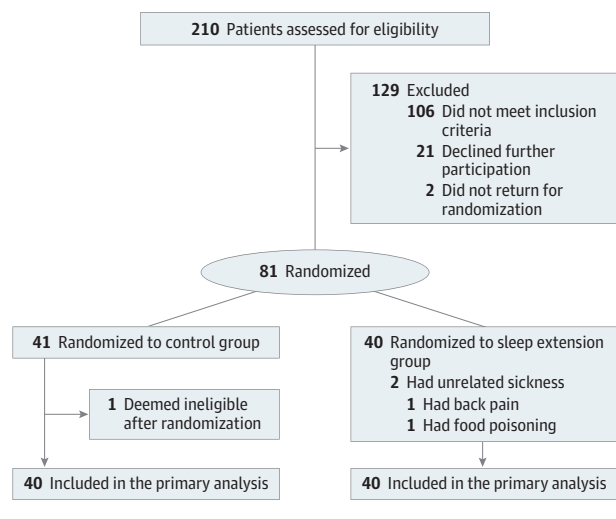 210 Patients assessed for eligibility
129 Excluded
106 Did not meet inclusion
criteria
21 Declined further
participation
2 Did not return for
randomization
81 Randomized
41 Randomized to control group
1 Deemed ineligible
after randomization
40 Included in the primary analysis
40 Randomized to sleep extension
group
2 Had unrelated sickness
1 Had back pain
1 Had food poisoning
40 Included in the primary analysis